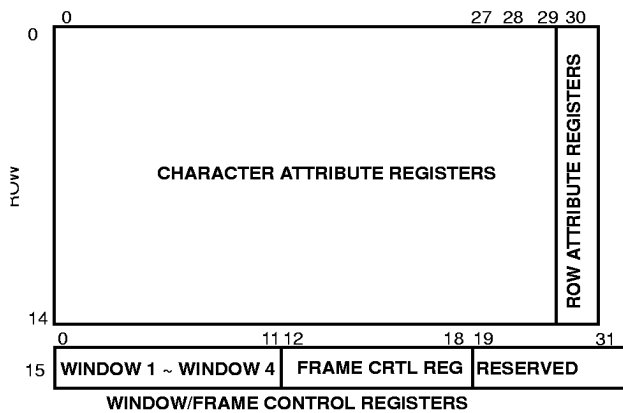 0 27 28 29 30
0
CHARACTER ATTRIBUTE REGISTERS
ROW ATTRIBUTE REGISTERS
ROW
14
0 11 12 18 19 31
15 WINDOW 1 ~ WINDOW 4 FRAME CRTL REG RESERVED
WINDOW/FRAME CONTROL REGISTERS